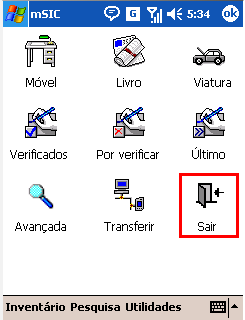 mSIC G 5:34 ok
Móvel Livro Viatura
Verificados Por verificar Último
Avançada Transferir Sair
Inventário Pesquisa Utilidades